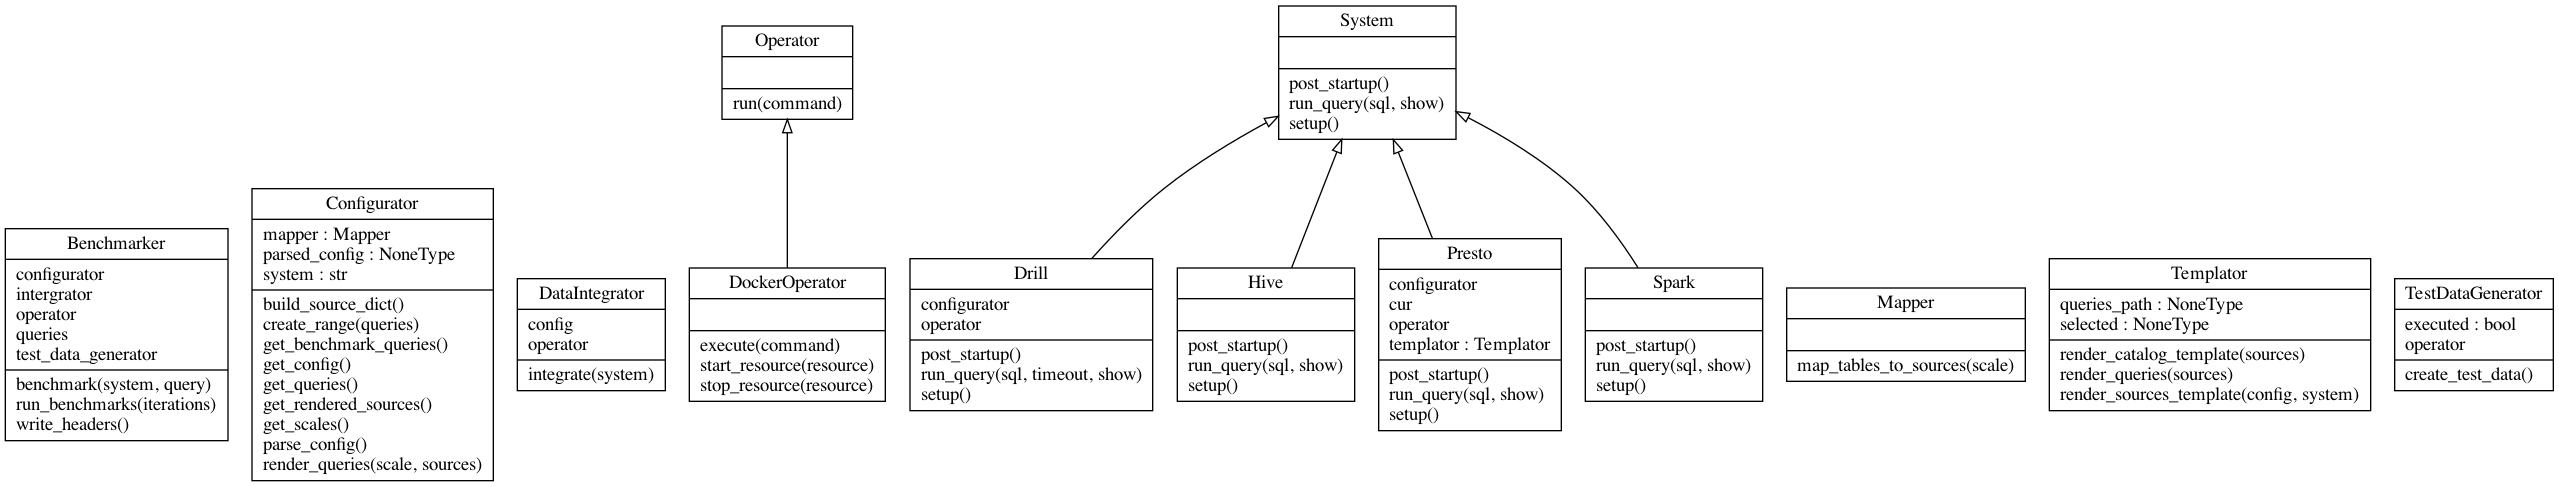 Operator
run(command)
System
post_startup()
run_query(sql, show)
setup()
Benchmarker
configurator
intergrator
operator
queries
test_data_generator
benchmark(system, query)
run_benchmarks(iterations)
write_headers()
Configurator
mapper : Mapper
parsed_config : NoneType
system : str
build_source_dict()
create_range(queries)
get_benchmark_queries()
get_config()
get_queries()
get_rendered_sources()
get_scales()
parse_config()
render_queries(scale, sources)
DataIntegrator
config
operator
integrate(system)
DockerOperator
execute(command)
start_resource(resource)
stop_resource(resource)
Drill
configurator
operator
post_startup()
run_query(sql, timeout, show)
setup()
Hive
post_startup()
run_query(sql, show)
setup()
Presto
configurator
cur
operator
templator : Templator
post_startup()
run_query(sql, show)
setup()
Spark
post_startup()
run_query(sql, show)
setup()
Mapper
map_tables_to_sources(scale)
Templator
queries_path : NoneType
selected : NoneType
render_catalog_template(sources)
render_queries(sources)
render_sources_template(config, system)
TestDataGenerator
executed : bool
operator
create_test_data()